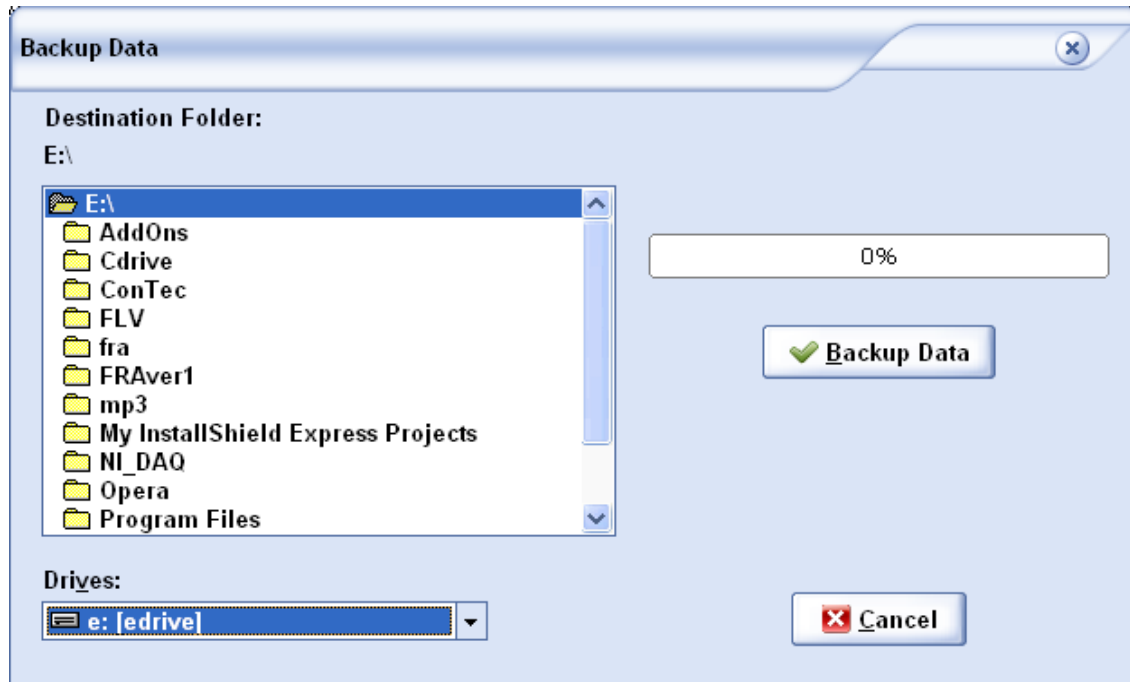 Backup Data
Destination Folder:
E:\
E:\
AddOns
Cdrive
ConTec
FLV
fra
FRAver1
mp3
My InstallShield Express Projects
NI_DAQ
Opera
Program Files
0%
Backup Data
Drives:
e: [edrive]
Cancel